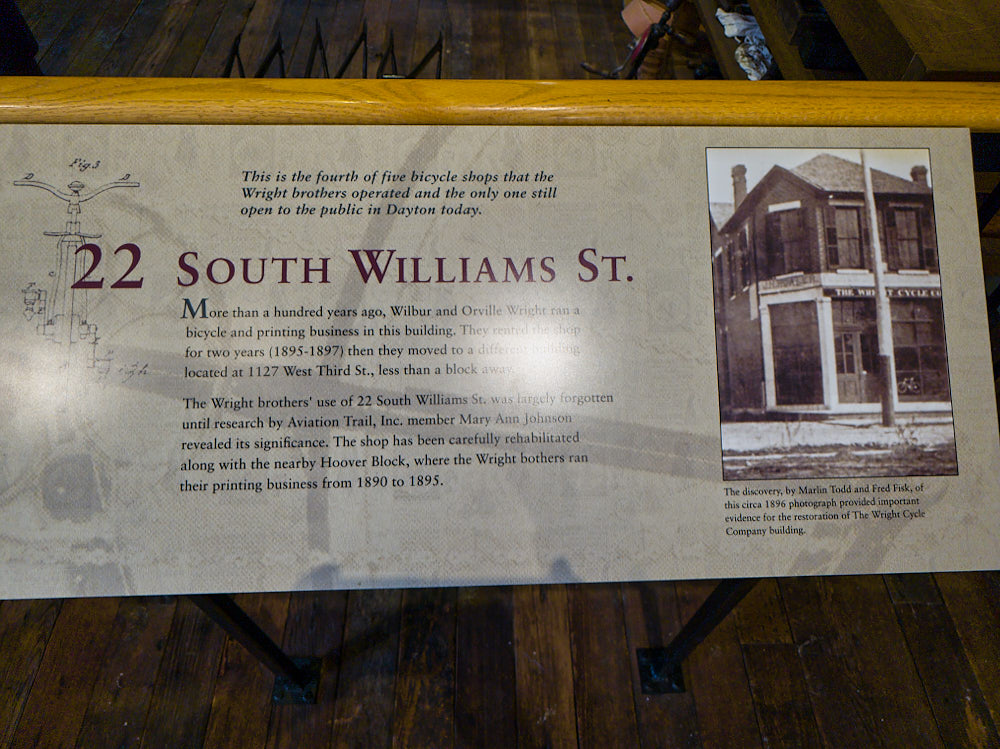 Fig. 3
This is the fourth of five bicycle shops that the
Wright brothers operated and the only one still
open to the public in Dayton today.
22 South Williams St.
More than a hundred years ago, Wilbur and Orville Wright ran a
bicycle and printing business in this building. They rented the shop
for two years (1895-1897) then they moved to a different building
located at 1127 West Third St., less than a block away.
The Wright brothers' use of 22 South Williams St. was largely forgotten
until research by Aviation Trail, Inc. member Mary Ann Johnson
revealed its significance. The shop has been carefully rehabilitated
along with the nearby Hoover Block, where the Wright bothers ran
their printing business from 1890 to 1895.
THE WRIGHT CYCLE CO
The discovery, by Marlin Todd and Fred Fisk, of
this circa 1896 photograph provided important
evidence for the restoration of The Wright Cycle
Company building.